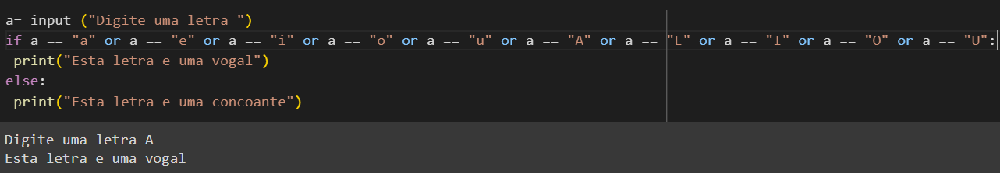 a= input ("Digite uma letra ")
if a == "a" or a == "e" or a == "i" or a == "o" or a == "u" or a == "A" or a == "E" or a == "I" or a == "O" or a == "U":
 print("Esta letra e uma vogal")
else:
 print("Esta letra e uma concoante")
Digite uma letra A
Esta letra e uma vogal